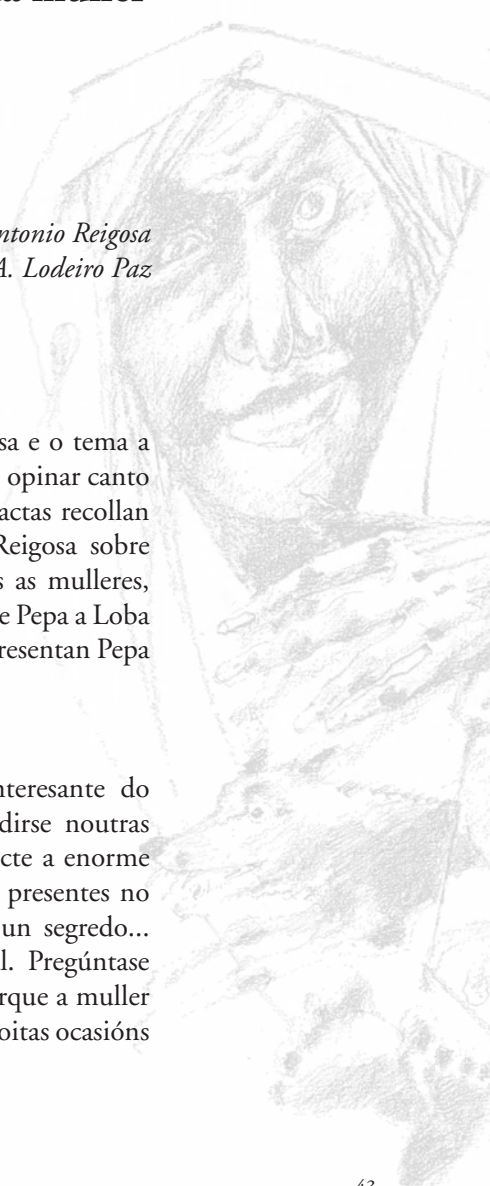 ntonio Reigosa
A. Lodeiro Paz
sa e o tema a
opinar canto
actas recollan
Reigosa sobre
s as mulleres,
e Pepa a Loba
resentan Pepa
nteresante do
dirse noutras
cte a enorme
presentes no
un segredo...
l. Pregúntase
rque a muller
oitas ocasións